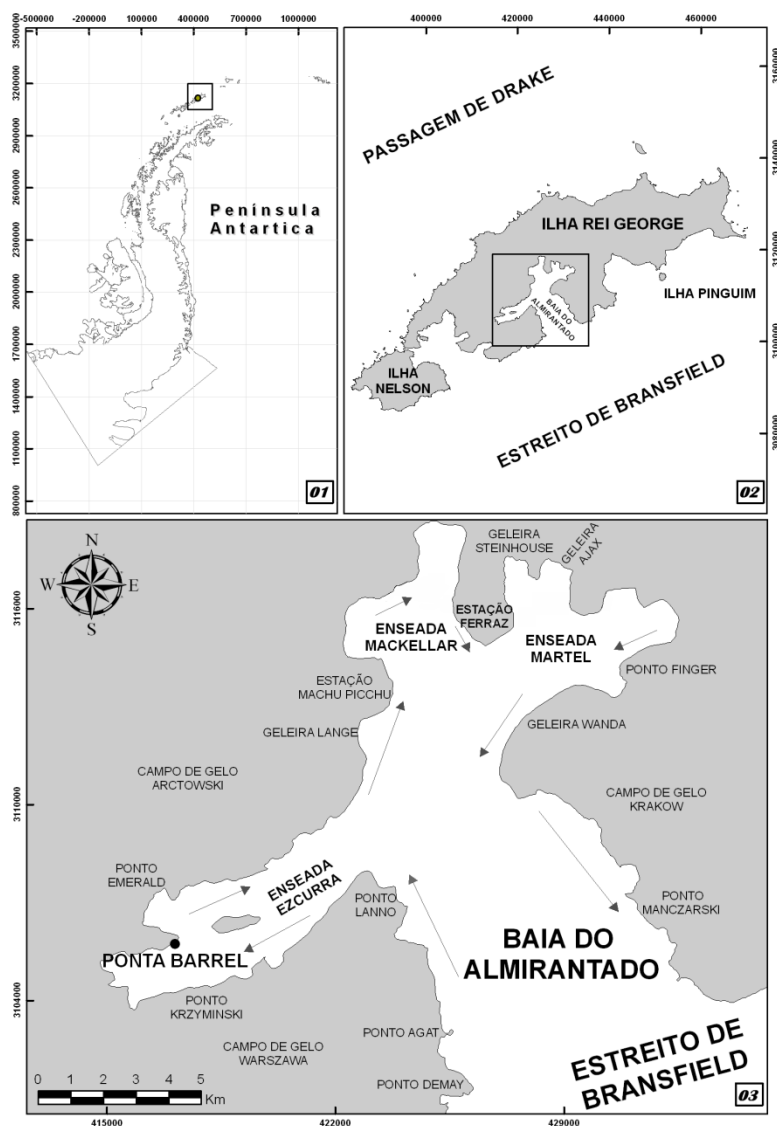 -500000 -200000 100000 400000 700000 1000000
3500000
3200000
2900000
2600000
2300000
2000000
1700000
1400000
1100000
800000
Península
Antartica
01
400000 420000 440000 460000
3160000
3140000
3120000
3100000
3080000
PASSAGEM DE DRAKE
ILHA REI GEORGE
ILHA PINGUIM
BAIA DO
ALMIRANTADO
ILHA
NELSON
ESTREITO DE BRANSFIELD
02
N
W E
S
GELEIRA
STEINHOUSE
GELEIRA
AJAX
3116000
ESTAÇÃO
FERRAZ
ENSEADA
MACKELLAR
ENSEADA
MARTEL
PONTO FINGER
ESTAÇÃO
MACHU PICCHU
GELEIRA LANGE
GELEIRA WANDA
CAMPO DE GELO
ARCTOWSKI
CAMPO DE GELO
KRAKOW
3110000
PONTO
EMERALD
ENSEADA
EZCURRA
PONTO
LANNO
PONTO
MANCZARSKI
PONTA BARREL
BAIA DO
ALMIRANTADO
3104000
PONTO
KRZYMINSKI
PONTO AGAT
CAMPO DE GELO
WARSZAWA
ESTREITO DE
BRANSFIELD
PONTO DEMAY
0 1 2 3 4 5
Km
03
415000 422000 429000